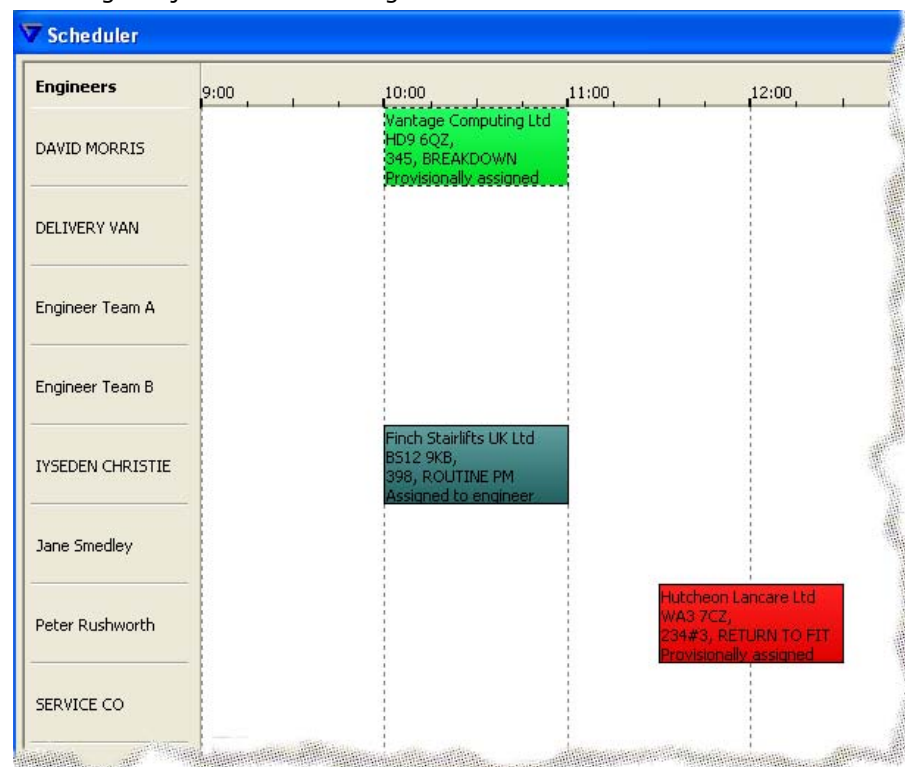 Scheduler
Engineers
9:00 10:00 11:00 12:00
DAVID MORRIS
Vantage Computing Ltd
HD9 6QZ,
345, BREAKDOWN
Provisionally assigned
DELIVERY VAN
Engineer Team A
Engineer Team B
IYSEDEN CHRISTIE
Finch Stairlifts UK Ltd
BS12 9KB,
398, ROUTINE PM
Assigned to engineer
Jane Smedley
Peter Rushworth
Hutcheon Lancare Ltd
WA3 7CZ,
234#3, RETURN TO FIT
Provisionally assigned
SERVICE CO